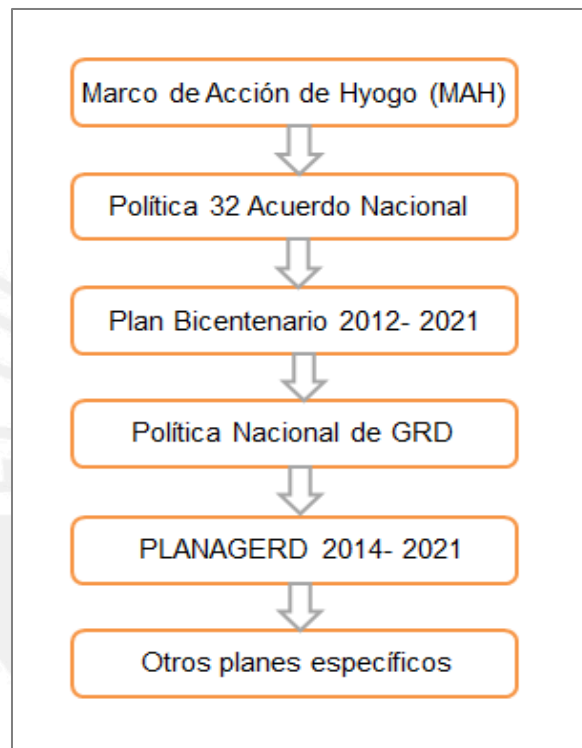 Marco de Acción de Hyogo (MAH)
Política 32 Acuerdo Nacional
Plan Bicentenario 2012- 2021
Política Nacional de GRD
PLANAGERD 2014- 2021
Otros planes específicos